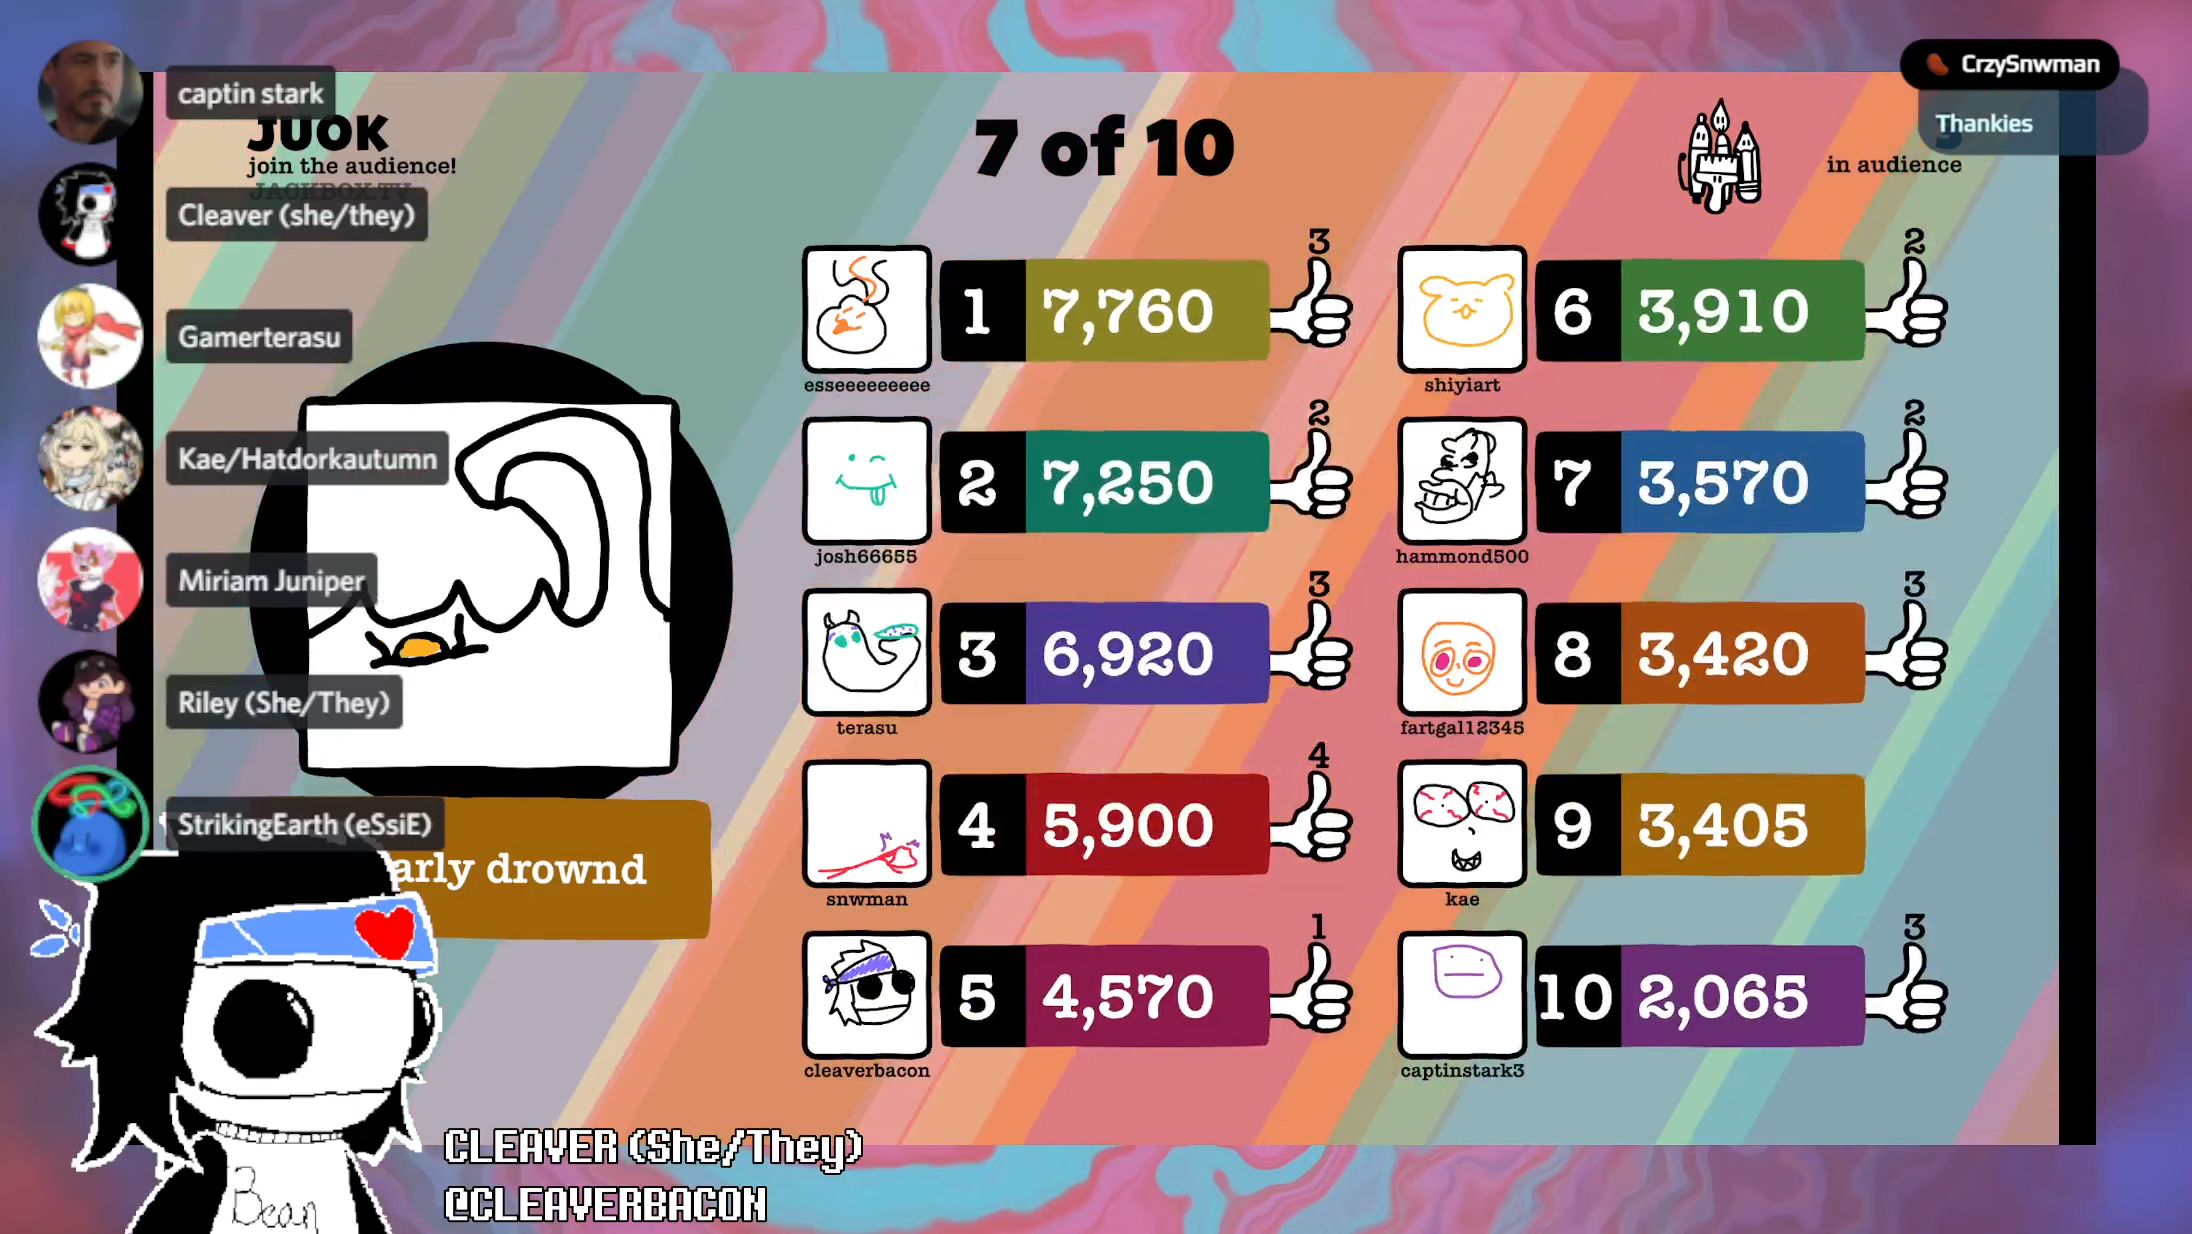 captin stark
JUOK
join the audience!
JACKBOX.TV
Cleaver (she/they)
Gamerterasu
Kae/Hatdorkautumn
Miriam Juniper
Riley (She/They)
StrikingEarth (eSsiE)
drownd
Bean
CLEAVER (She/They)
@CLEAVERBACON
7 of 10
CrzySnwman
Thankies
in audience
3
1 7,760
esseeeeeeeee
2
2 7,250
josh66655
3
3 6,920
terasu
4
4 5,900
snwman
1
5 4,570
cleaverbacon
2
6 3,910
shiyiart
2
7 3,570
hammond500
3
8 3,420
fartgal12345
9 3,405
kae
3
10 2,065
captinstark3